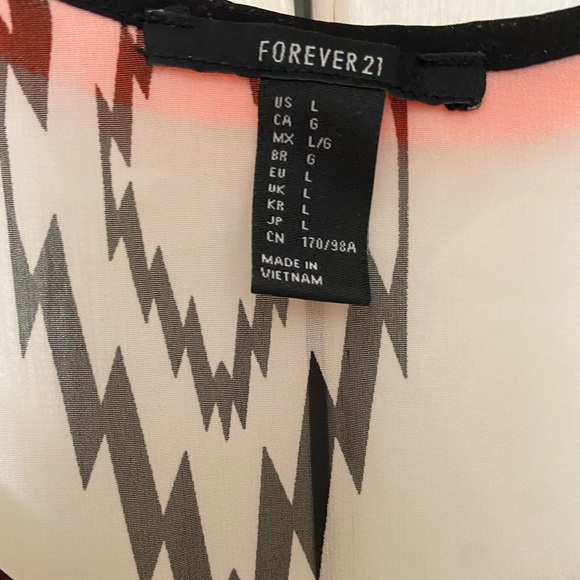 FOREVER 21
US L
CA G
MX L/G
BR G
EU L
UK L
KR L
JP L
CN 170/98A
MADE IN
VIETNAM